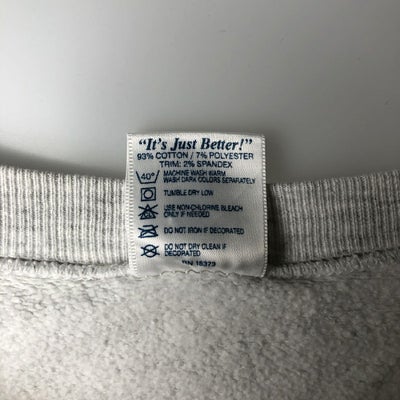 "It's Just Better!"
93% COTTON / 7% POLYESTER
TRIM: 2% SPANDEX
40° MACHINE WASH WARM
WASH DARK COLORS SEPARATELY
TUMBLE DRY LOW
USE NON-CHLORINE BLEACH
ONLY IF NEEDED
DO NOT IRON IF DECORATED
DO NOT DRY CLEAN IF
DECORATED
RN 15379